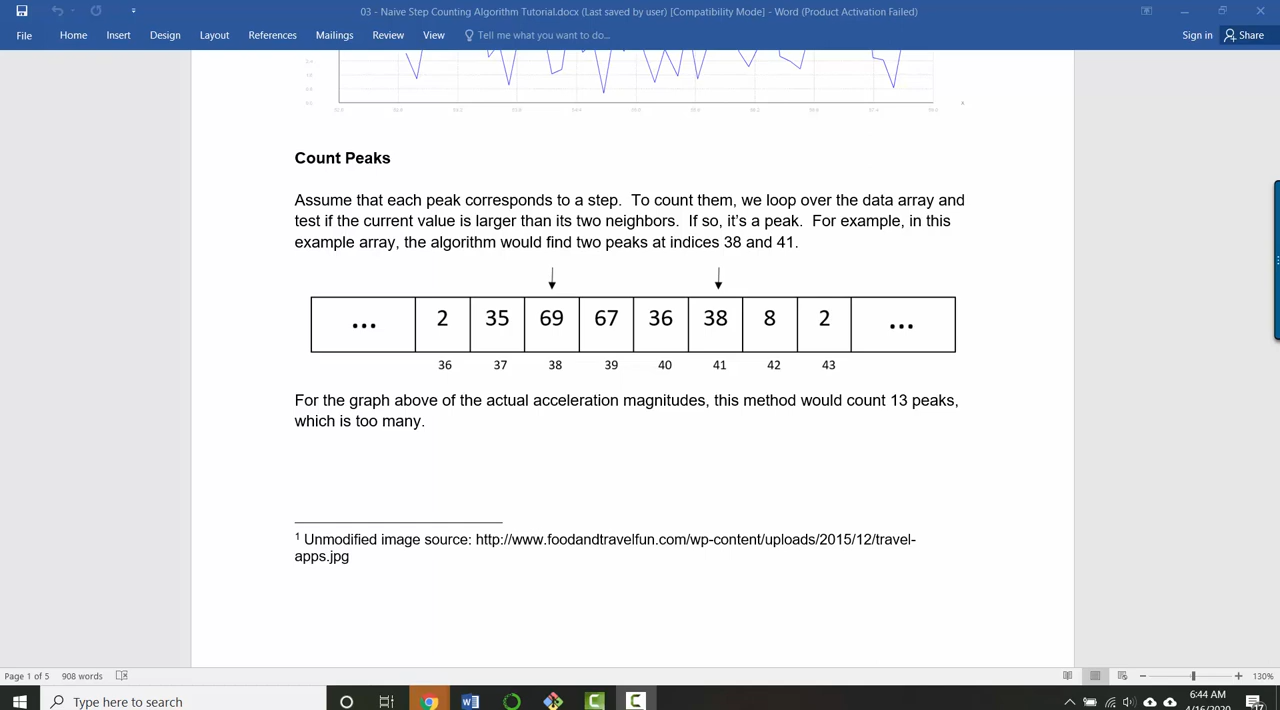 03 - Naive Step Counting Algorithm Tutorial.docx (Last saved by user) [Compatibility Mode] - Word (Product Activation Failed)
File Home Insert Design Layout References Mailings Review View Tell me what you want to do... Sign in Share
Count Peaks
Assume that each peak corresponds to a step. To count them, we loop over the data array and
test if the current value is larger than its two neighbors. If so, it's a peak. For example, in this
example array, the algorithm would find two peaks at indices 38 and 41.
... 2 35 69 67 36 38 8 2 ...
36 37 38 39 40 41 42 43
For the graph above of the actual acceleration magnitudes, this method would count 13 peaks,
which is too many.
1 Unmodified image source: http://www.foodandtravelfun.com/wp-content/uploads/2015/12/travel-
apps.jpg
Page 1 of 5 908 words 130%
Type here to search
6:44 AM
4/16/2020